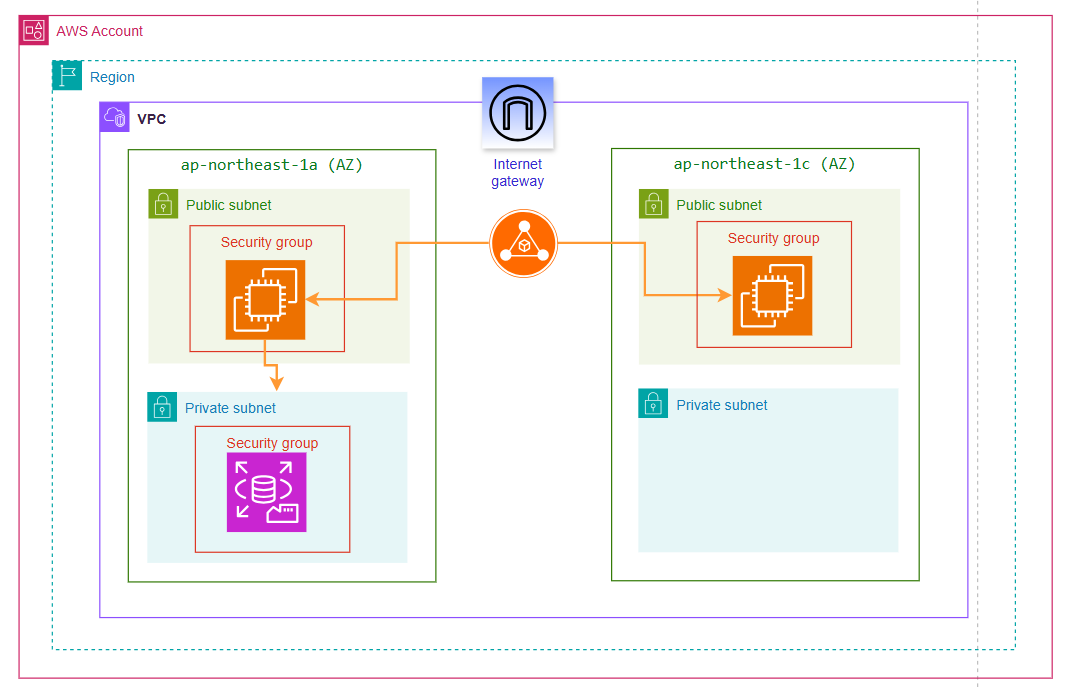 AWS Account
Region
VPC
Internet
gateway
ap-northeast-1a (AZ)
Public subnet
Security group
Private subnet
Security group
ap-northeast-1c (AZ)
Public subnet
Security group
Private subnet